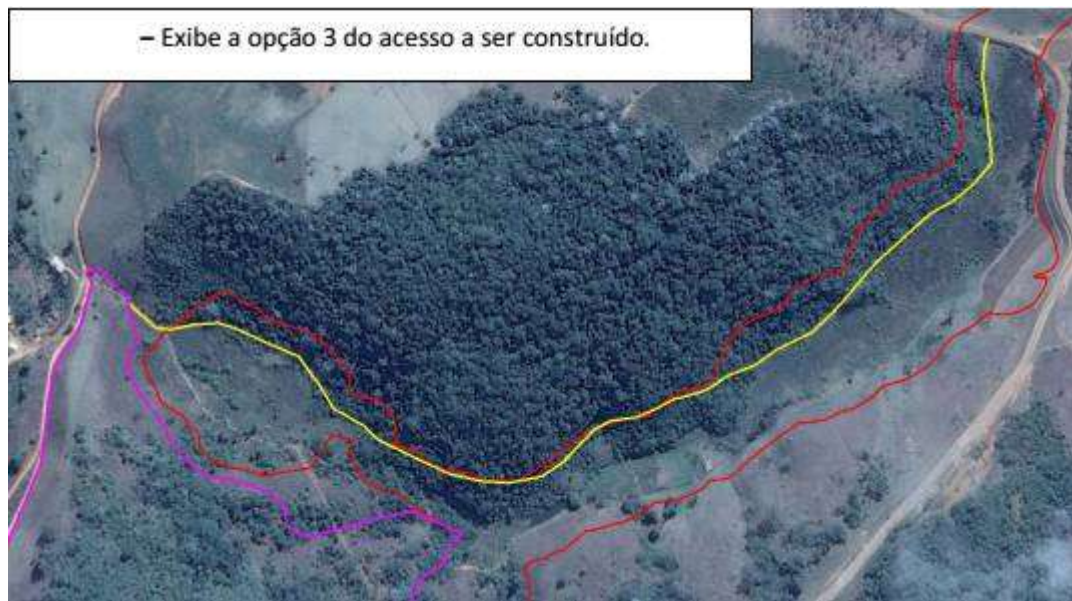 – Exibe a opção 3 do acesso a ser construído.